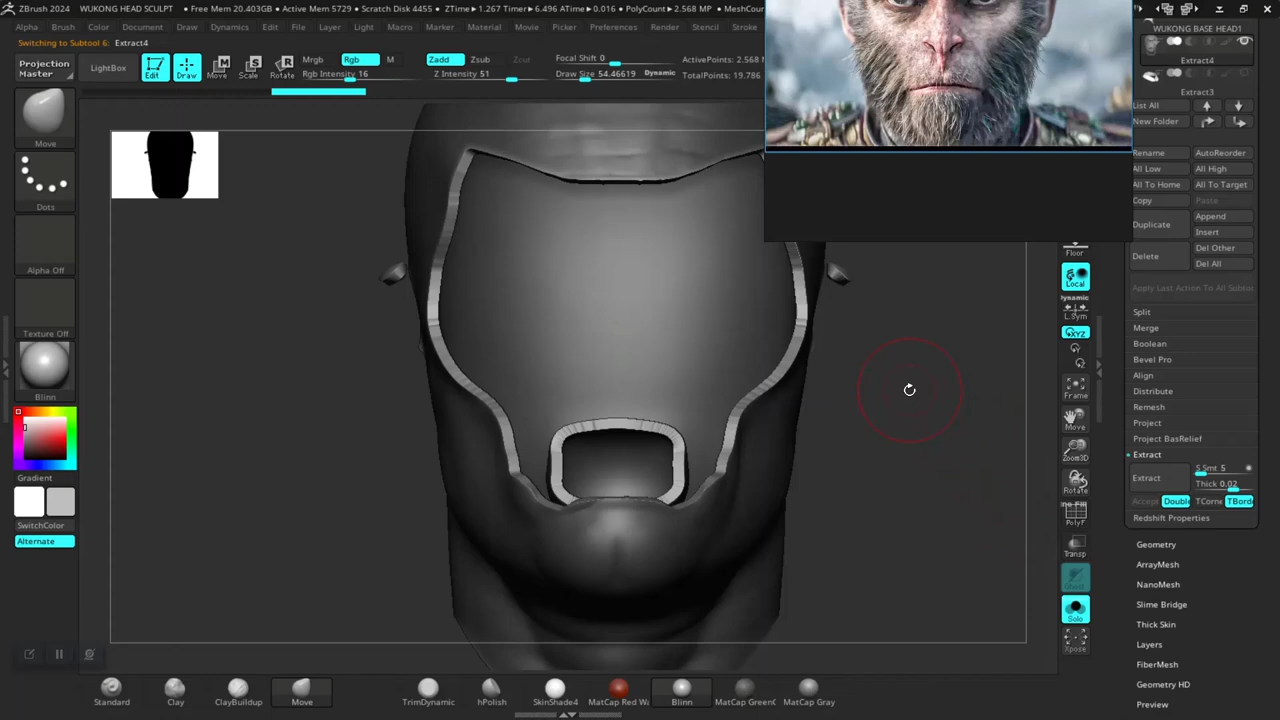 ZBrush 2024 WUKONG HEAD SCULPT • Free Mem 20.403GB • Active Mem 5729 • Scratch Disk 4455 • ZTime▸1.267 Timer▸6.496 ATime▸0.016 • PolyCount▸2.568 MP • MeshCou
Alpha Brush Color Document Draw Dynamics Edit File Layer Light Macro Marker Material Movie Picker Preferences Render Stencil Stroke
Switching to Subtool 6: Extract4
Projection Master
LightBox
Edit
Draw
Move
Scale
Rotate
Mrgb
Rgb
M
Rgb Intensity 16
Zadd
Zsub
Zcut
Z Intensity 51
Focal Shift 0
Draw Size 54.46619
Dynamic
ActivePoints: 2.568
TotalPoints: 19.786
Move
Dots
Alpha Off
Texture Off
Blinn
Gradient
SwitchColor
Alternate
Floor
Local
Dynamic
L.Sym
XYZ
Y
Z
Frame
Move
Zoom3D
Rotate
Line Fill
PolyF
Transp
Ghost
Solo
Xpose
WUKONG BASE HEAD1
Extract4
Extract3
List All
New Folder
Rename AutoReorder
All Low All High
All To Home All To Target
Copy Paste
Duplicate
Append
Insert
Delete
Del Other
Del All
Apply Last Action To All Subtoo
Split
Merge
Boolean
Bevel Pro
Align
Distribute
Remesh
Project
Project BasRelief
Extract
Extract
S Smt 5
Thick 0.02
Accept Double TCorne TBorde
Redshift Properties
Geometry
ArrayMesh
NanoMesh
Slime Bridge
Thick Skin
Layers
FiberMesh
Geometry HD
Preview
Standard Clay ClayBuildup Move TrimDynamic hPolish SkinShade4 MatCap Red Wa Blinn MatCap GreenC MatCap Gray